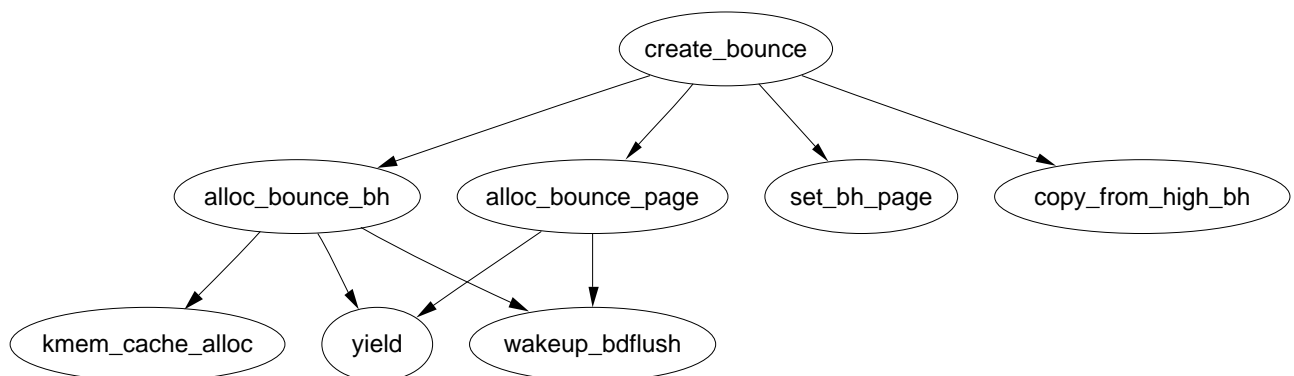 create_bounce
alloc_bounce_bh
alloc_bounce_page
set_bh_page
copy_from_high_bh
kmem_cache_alloc
yield
wakeup_bdflush